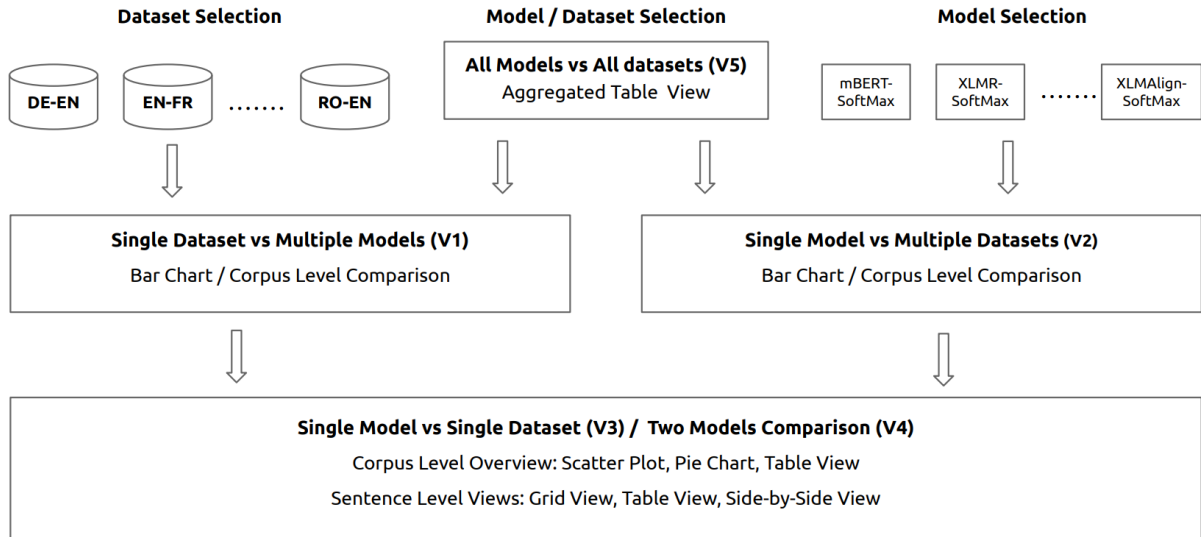 Dataset Selection
Model / Dataset Selection
Model Selection
DE-EN
EN-FR
.......
RO-EN
All Models vs All datasets (V5)
Aggregated Table View
mBERT-
SoftMax
XLMR-
SoftMax
.......
XLMAlign-
SoftMax
Single Dataset vs Multiple Models (V1)
Bar Chart / Corpus Level Comparison
Single Model vs Multiple Datasets (V2)
Bar Chart / Corpus Level Comparison
Single Model vs Single Dataset (V3) / Two Models Comparison (V4)
Corpus Level Overview: Scatter Plot, Pie Chart, Table View
Sentence Level Views: Grid View, Table View, Side-by-Side View